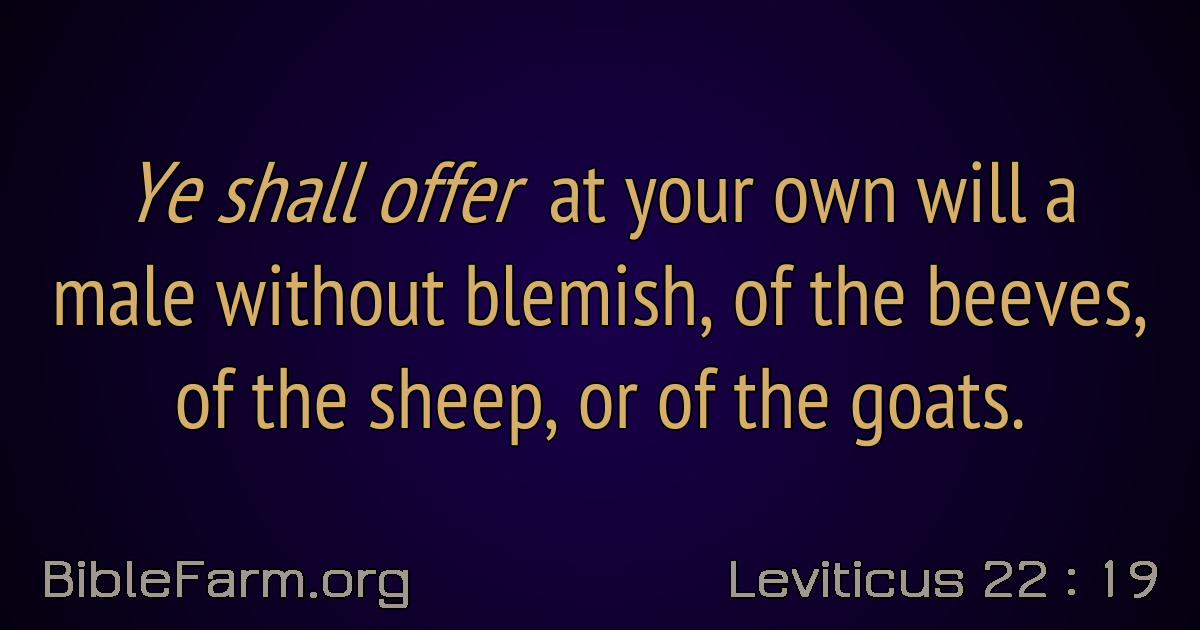 Ye shall offer at your own will a
male without blemish, of the beeves,
of the sheep, or of the goats.
BibleFarm.org
Leviticus 22 : 19